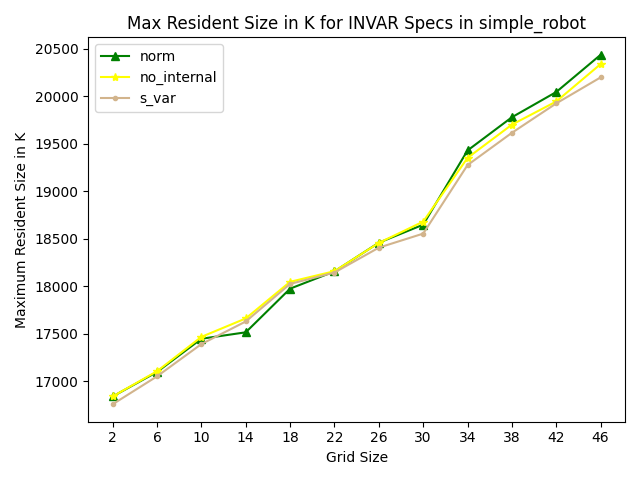 Max Resident Size in K for INVAR Specs in simple_robot
norm
no_internal
s_var
Maximum Resident Size in K
20500
20000
19500
19000
18500
18000
17500
17000
2 6 10 14 18 22 26 30 34 38 42 46
Grid Size